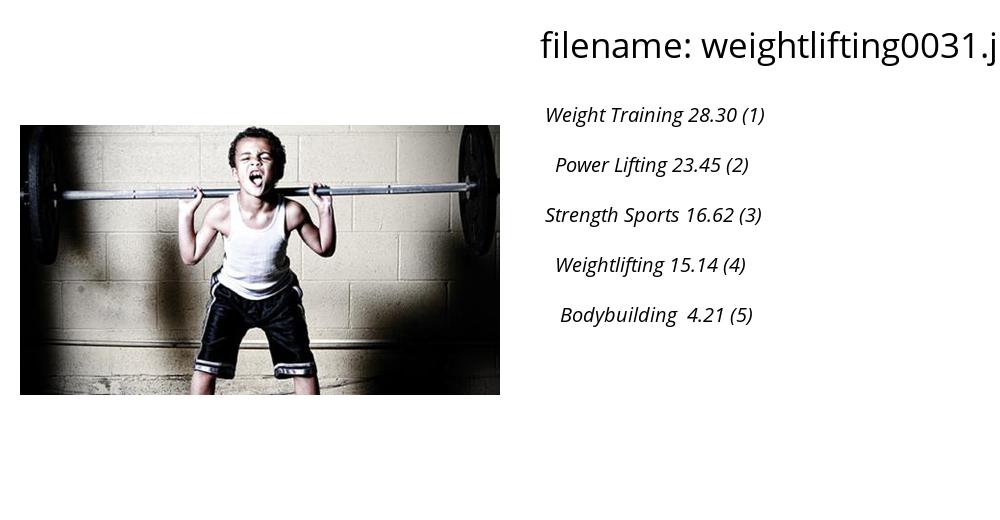 filename: weightlifting0031.j
Weight Training 28.30 (1)
Power Lifting 23.45 (2)
Strength Sports 16.62 (3)
Weightlifting 15.14 (4)
Bodybuilding 4.21 (5)